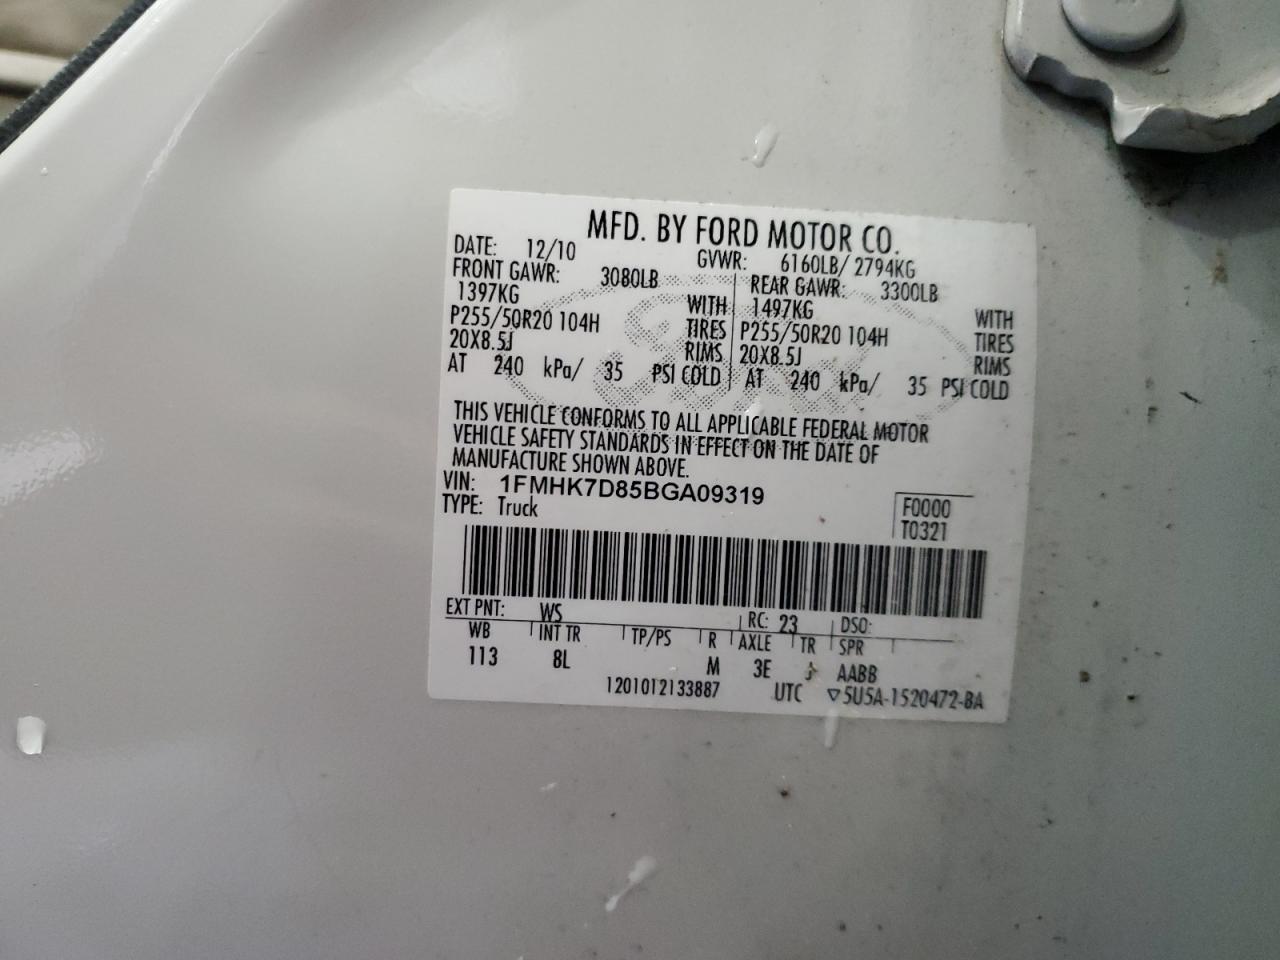 MFD. BY FORD MOTOR CO.
DATE: 12/10 GVWR: 6160LB/ 2794KG
FRONT GAWR: 3080LB REAR GAWR: 3300LB
1397KG WITH 1497KG WITH
P255/50R20 104H TIRES P255/50R20 104H TIRES
20X8.5J RIMS 20X8.5J RIMS
AT 240 kPa/ 35 PSI COLD AT 240 kPa/ 35 PSI COLD
THIS VEHICLE CONFORMS TO ALL APPLICABLE FEDERAL MOTOR
VEHICLE SAFETY STANDARDS IN EFFECT ON THE DATE OF
MANUFACTURE SHOWN ABOVE.
VIN: 1FMHK7D85BGA09319
TYPE: Truck F0000
T0321
EXT PNT: WS RC: 23 DSO:
WB INT TR TP/PS R AXLE TR SPR
113 8L M 3E J AABB
1201012133887 UTC ▽5U5A-1520472-BA